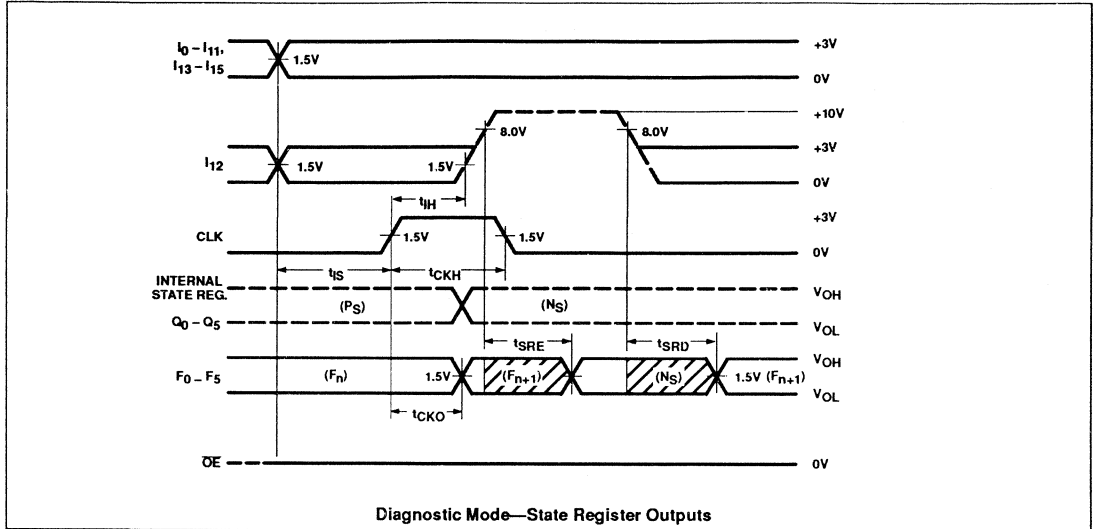 I0 – I11,
I13 – I15
1.5V
+3V
0V
+10V
8.0V
8.0V
+3V
I12
1.5V
1.5V
0V
tIH
+3V
CLK
1.5V
1.5V
0V
tIS
tCKH
INTERNAL
STATE REG.
(PS)
(NS)
VOH
Q0 – Q5
VOL
tSRE
tSRD
VOH
F0 – F5
(Fn)
1.5V
(Fn+1)
(NS)
1.5V (Fn+1)
VOL
tCKO
OE
0V
Diagnostic Mode—State Register Outputs